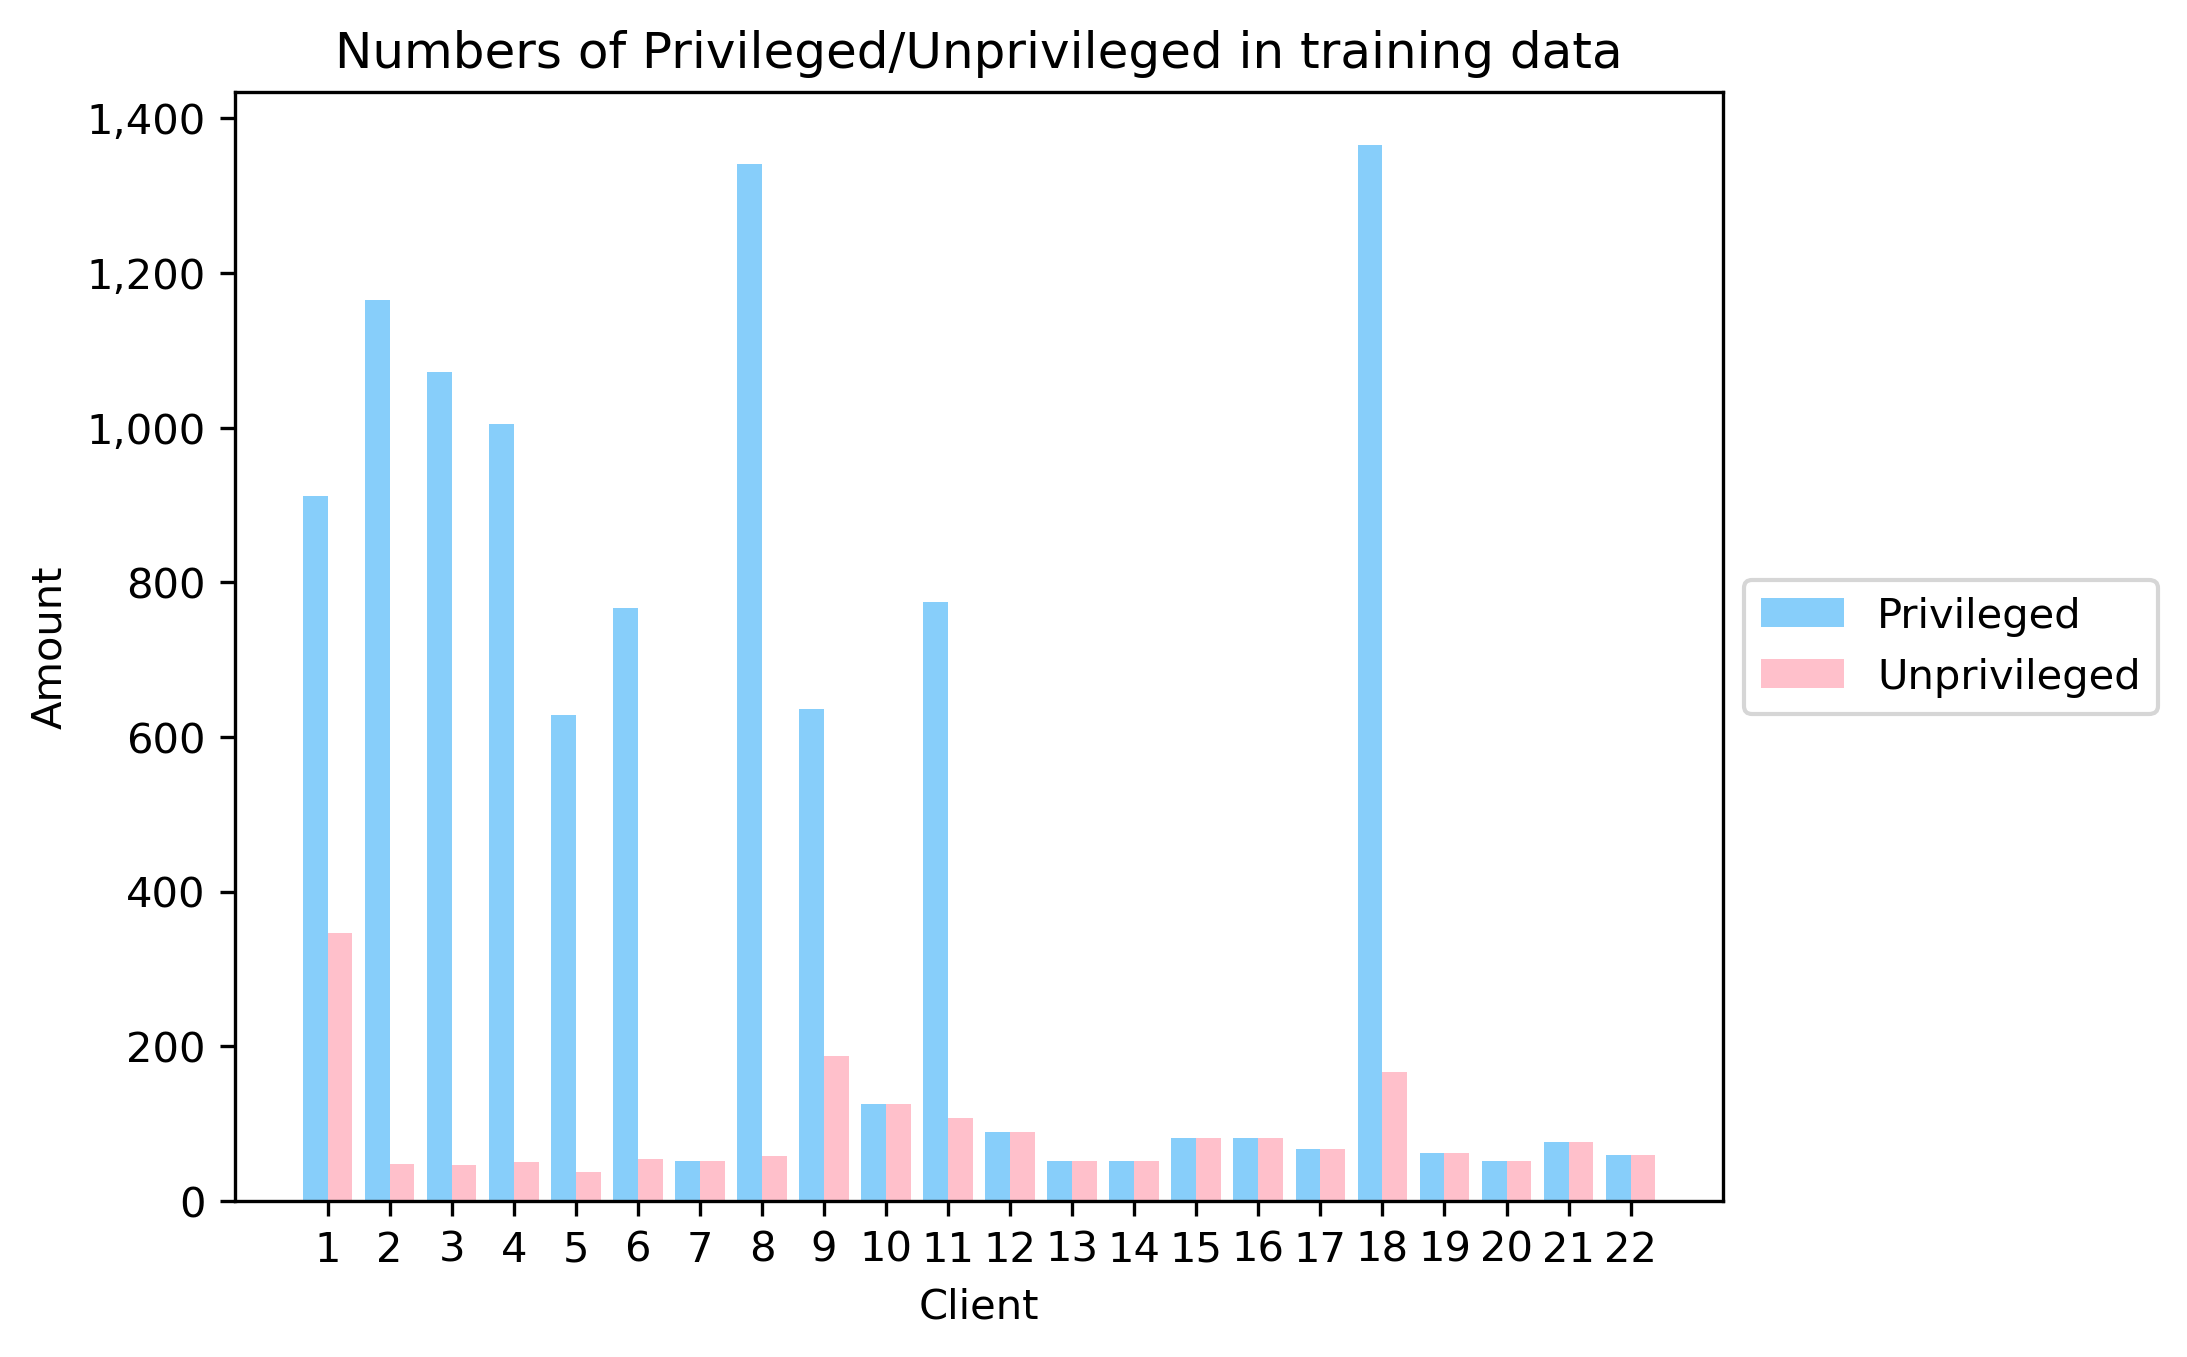 Numbers of Privileged/Unprivileged in training data
1,400
1,200
1,000
800
600
400
200
0
Amount
1 2 3 4 5 6 7 8 9 10 11 12 13 14 15 16 17 18 19 20 21 22
Client
Privileged
Unprivileged